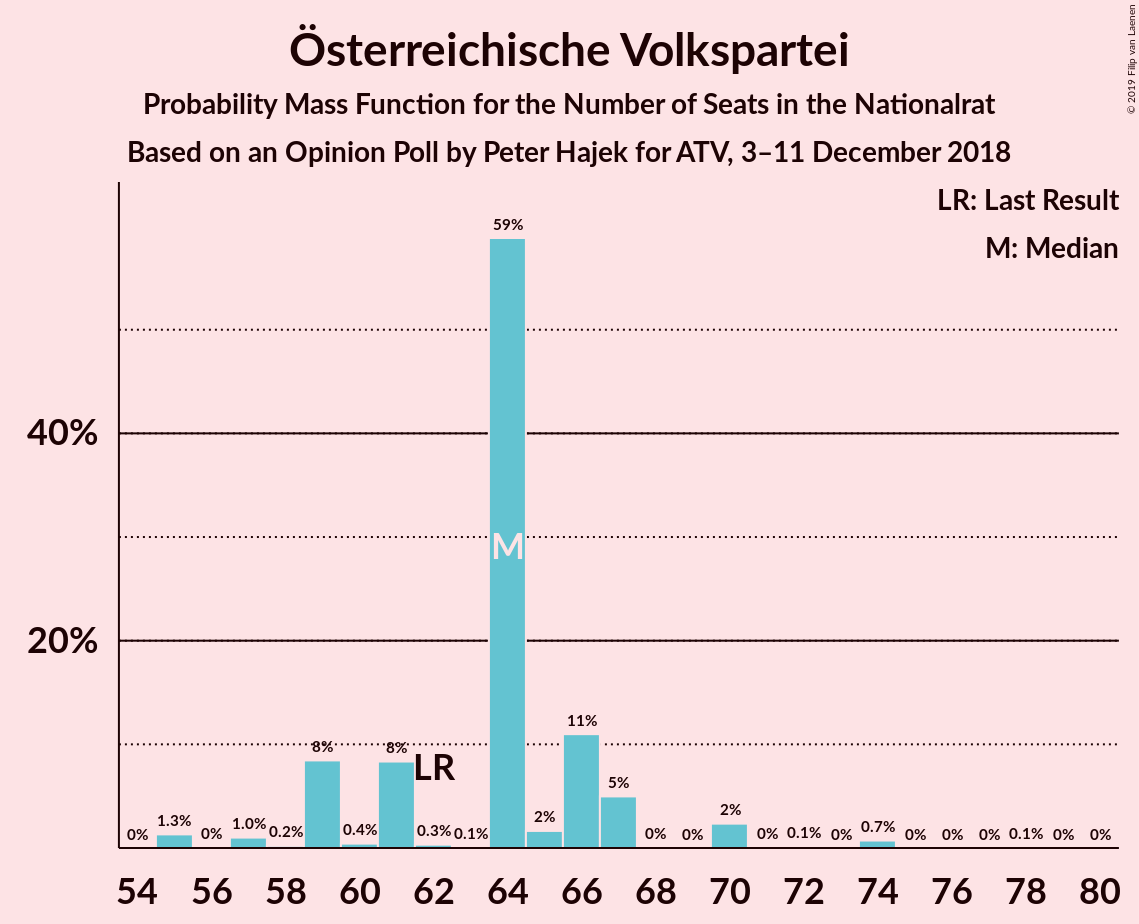 Österreichische Volkspartei
Probability Mass Function for the Number of Seats in the Nationalrat
Based on an Opinion Poll by Peter Hajek for ATV, 3–11 December 2018
© 2019 Filip van Laenen
LR: Last Result
M: Median
59%
40%
M
20%
11%
8% 8% LR
5%
0% 1.3% 0% 1.0% 0.2% 0.4% 0.3% 0.1% 2% 0% 0% 2% 0% 0.1% 0% 0.7% 0% 0% 0% 0.1% 0% 0%
54 56 58 60 62 64 66 68 70 72 74 76 78 80